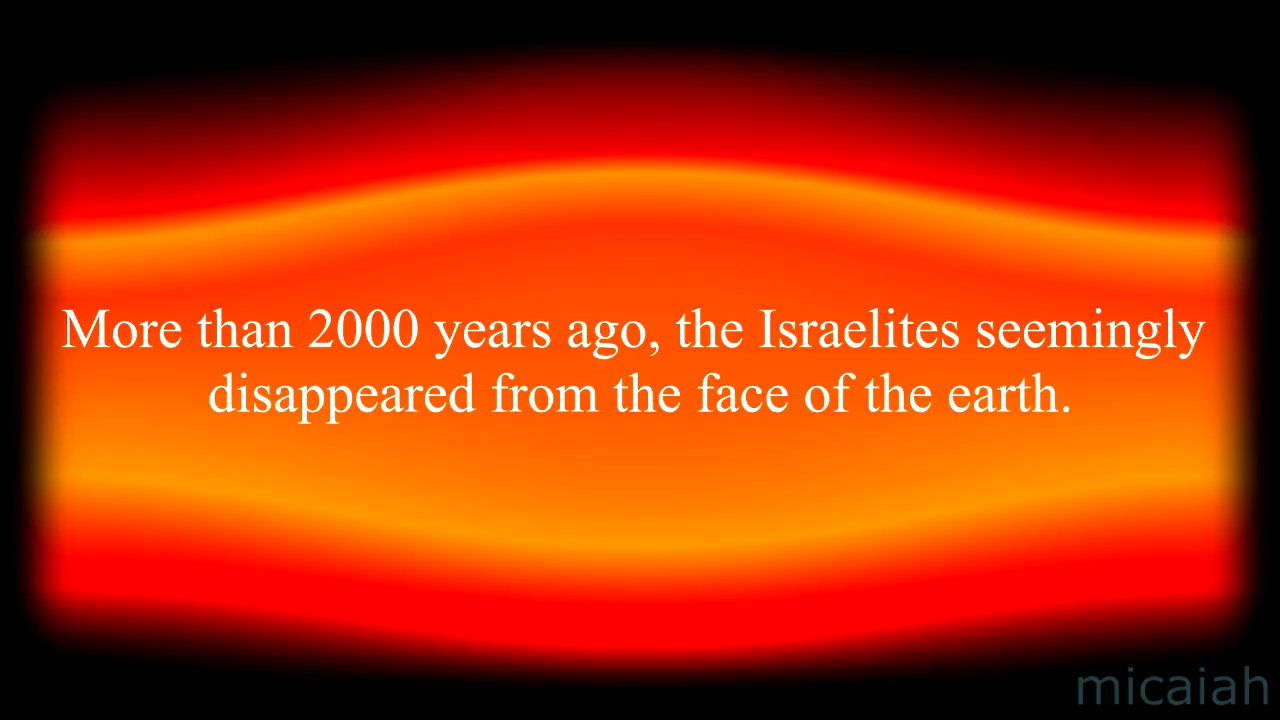 More than 2000 years ago, the Israelites seemingly
disappeared from the face of the earth.
micaiah